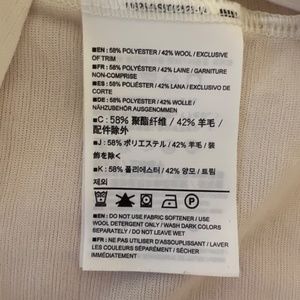 ■EN : 58% POLYESTER / 42% WOOL / EXCLUSIVE
OF TRIM
■FR : 58% POLYESTER / 42% LAINE / GARNITURE
NON-COMPRISE
■ES : 58% POLIÉSTER / 42% LANA / EXCLUSIVO DE
CORTE
■DE : 58% POLYESTER / 42% WOLLE /
NÄHZUBEHÖR AUSGENOMMEN
■C : 58% 聚酯纤维 / 42% 羊毛 /
配件除外
■J : 58% ポリエステル / 42% 羊毛 / 装
飾を除く
■K : 58% 폴리에스터 / 42% 양모 / 트림
제외
■EN : DO NOT USE FABRIC SOFTENER / USE
WOOL DETERGENT ONLY / WASH DARK COLORS
SEPARATELY / DO NOT LEAVE WET
■FR : NE PAS UTILISER D'ASSOUPLISSANT / LAVER
LES COULEURS SÉPARÉMENT / SÉCHER
IMMÉDIATEMENT